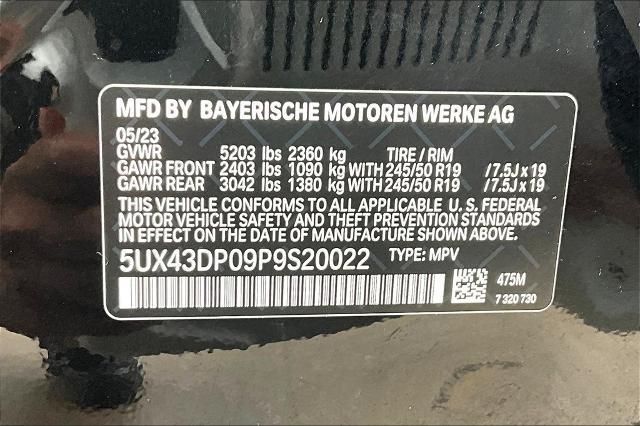 MFD BY BAYERISCHE MOTOREN WERKE AG
05/23
GVWR 5203 lbs 2360 kg TIRE / RIM
GAWR FRONT 2403 lbs 1090 kg WITH 245/50 R19 / 7.5J x 19
GAWR REAR 3042 lbs 1380 kg WITH 245/50 R19 / 7.5J x 19
THIS VEHICLE CONFORMS TO ALL APPLICABLE U. S. FEDERAL
MOTOR VEHICLE SAFETY AND THEFT PREVENTION STANDARDS
IN EFFECT ON THE DATE OF MANUFACTURE SHOWN ABOVE.
5UX43DP09P9S20022 TYPE: MPV
475M
7 320 730